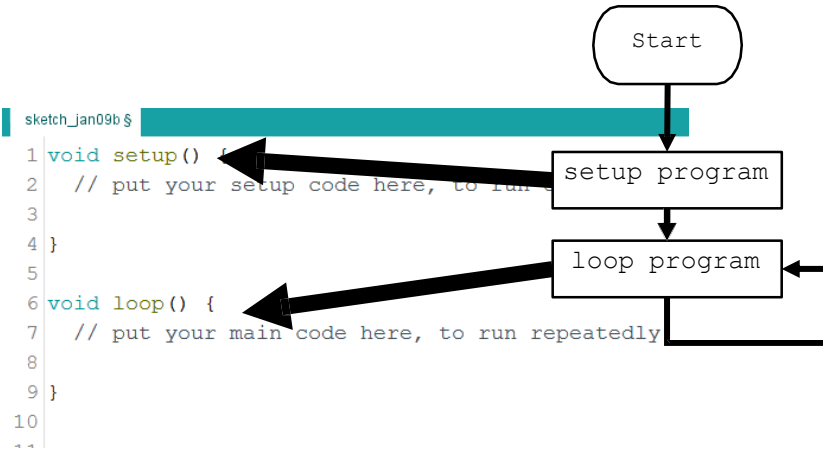 Start
sketch_jan09b §
1 void setup() {
2 // put your setup code here, to run
setup program
3
4 }
loop program
5
6 void loop() {
7 // put your main code here, to run repeatedly
8
9 }
10